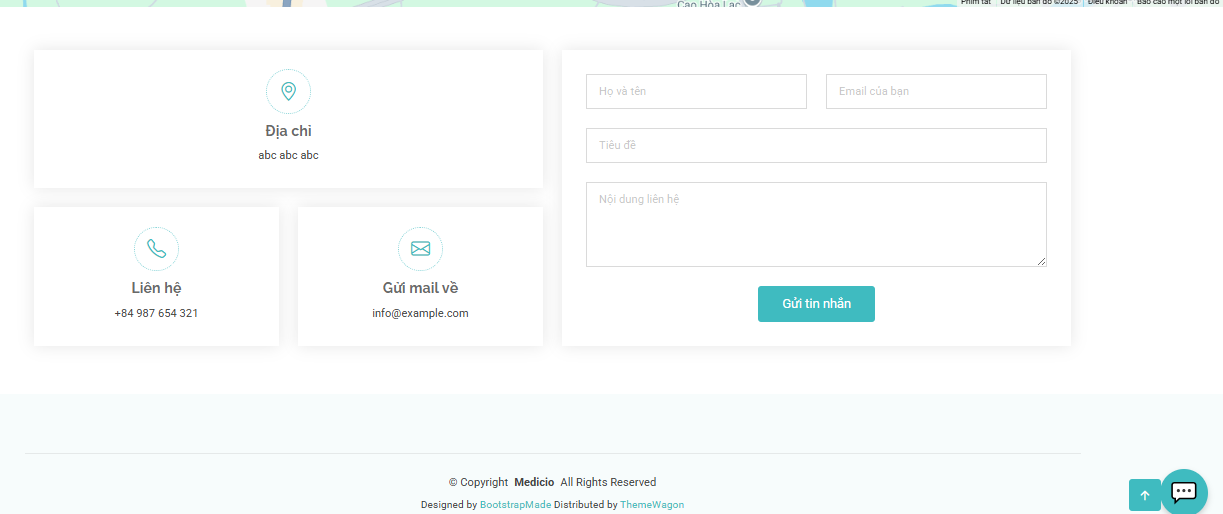 Cao Hòa Lạc
Phím tắt Dữ liệu bản đồ ©2025 Điều khoản Báo cáo một lỗi bản đồ
Địa chỉ
abc abc abc
Liên hệ
+84 987 654 321
Gửi mail về
info@example.com
Họ và tên
Email của bạn
Tiêu đề
Nội dung liên hệ
Gửi tin nhắn
© Copyright Medicio All Rights Reserved
Designed by BootstrapMade Distributed by ThemeWagon